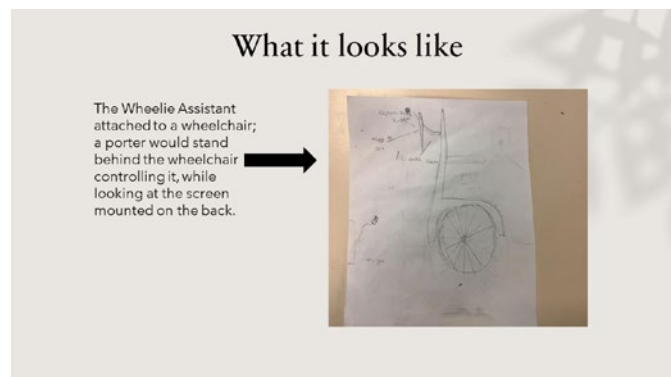 What it looks like
The Wheelie Assistant
attached to a wheelchair;
a porter would stand
behind the wheelchair
controlling it, while
looking at the screen
mounted on the back.